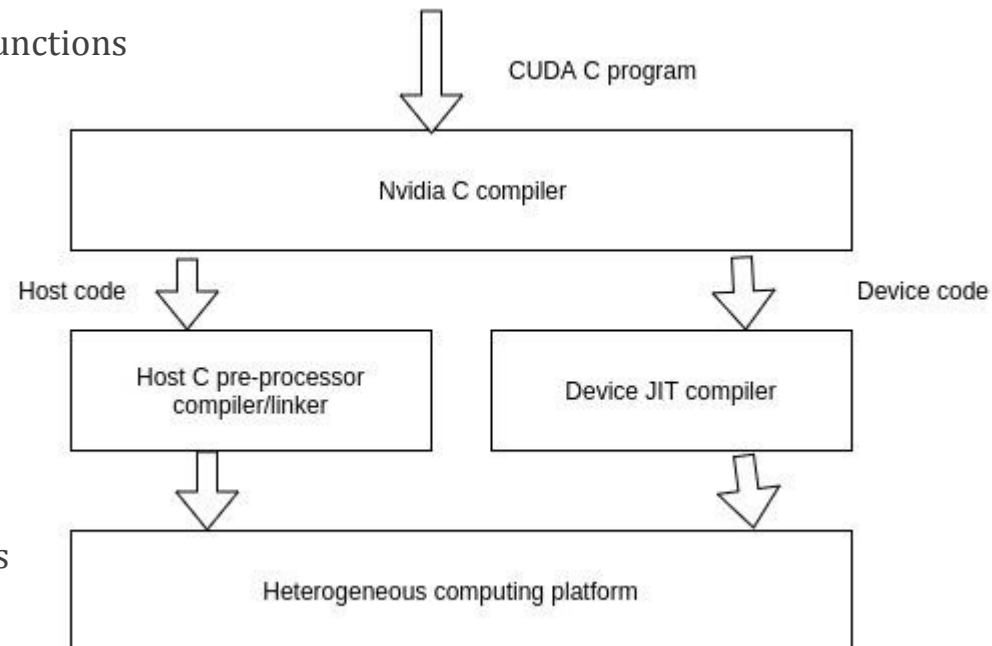 unctions
CUDA C program
Nvidia C compiler
Host code
Device code
Host C pre-processor
compiler/linker
Device JIT compiler
s
Heterogeneous computing platform